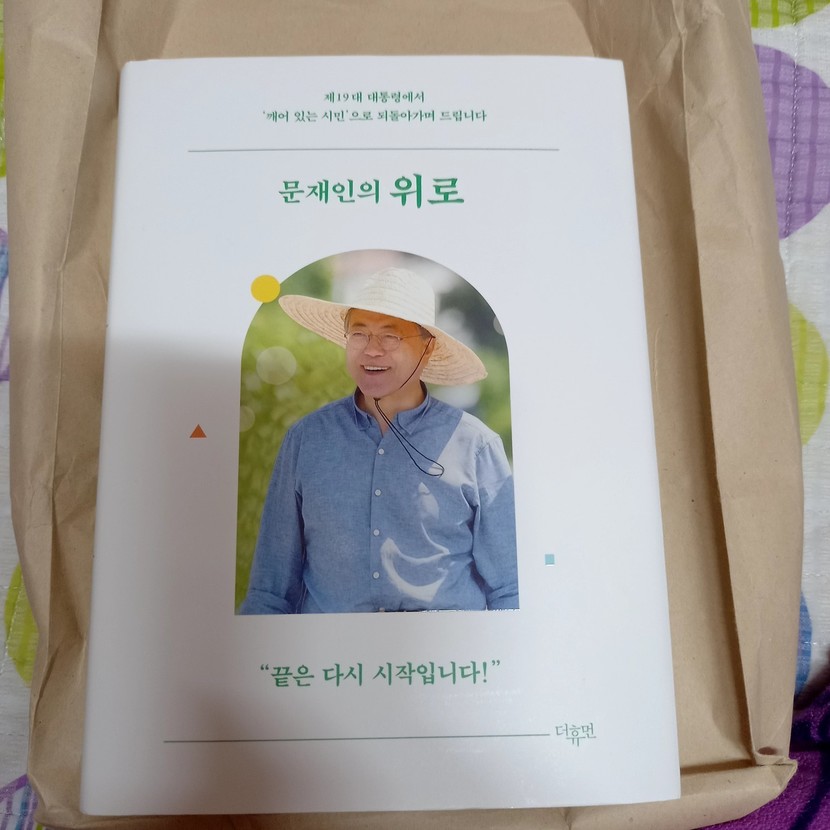 제19대 대통령에서
‘깨어 있는 시민’으로 되돌아가며 드립니다
문재인의 위로
“끝은 다시 시작입니다!”
더휴먼